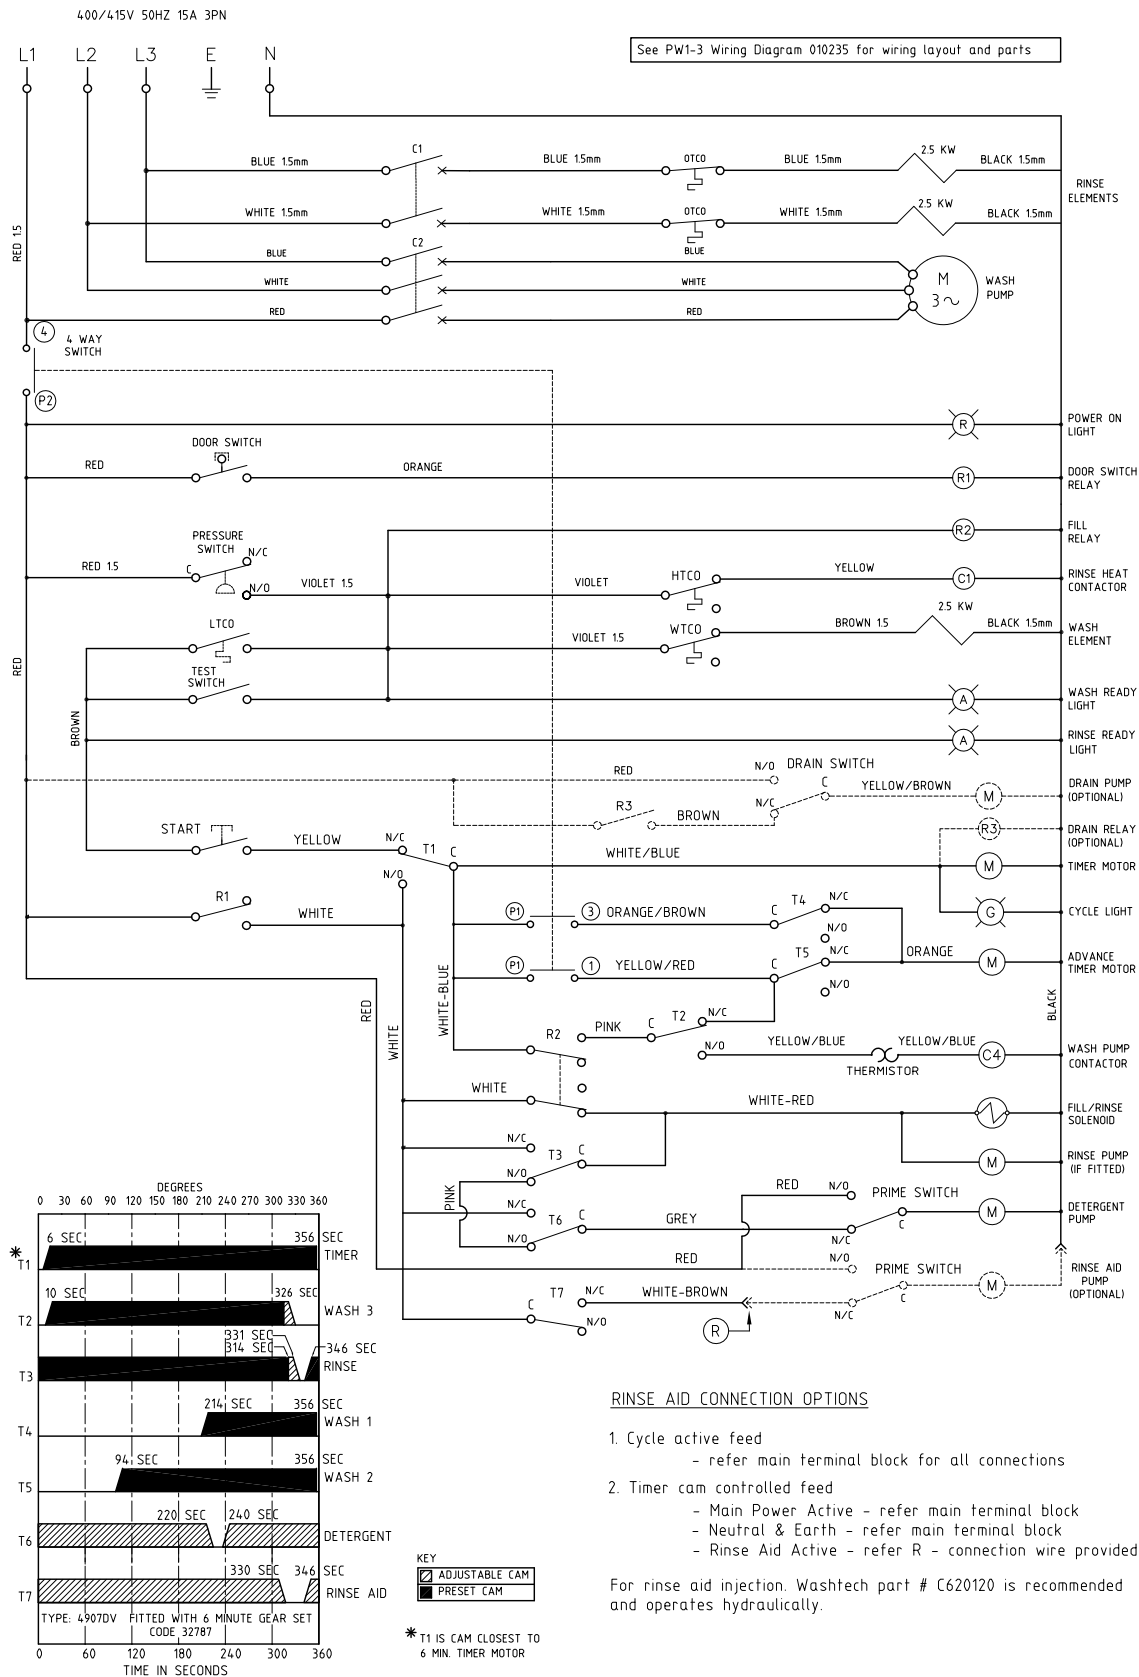 400/415V 50HZ 15A 3PN
L1 L2 L3 E N
See PW1-3 Wiring Diagram 010235 for wiring layout and parts
BLUE 1.5mm C1 BLUE 1.5mm OTCO BLUE 1.5mm 2.5 KW BLACK 1.5mm
RINSE
ELEMENTS
WHITE 1.5mm WHITE 1.5mm OTCO WHITE 1.5mm 2.5 KW BLACK 1.5mm
RED 1.5
BLUE C2 BLUE
WHITE WHITE
RED RED
M
3~
WASH
PUMP
4
4 WAY
SWITCH
P2
R
POWER ON
LIGHT
DOOR SWITCH
RED ORANGE R1
DOOR SWITCH
RELAY
R2
FILL
RELAY
PRESSURE
SWITCH
N/C
RED 1.5 C N/O VIOLET 1.5 VIOLET HTCO YELLOW C1
RINSE HEAT
CONTACTOR
LTCO VIOLET 1.5 WTCO BROWN 1.5 2.5 KW BLACK 1.5mm
WASH
ELEMENT
RED
TEST
SWITCH
A
WASH READY
LIGHT
BROWN
A
RINSE READY
LIGHT
RED N/O DRAIN SWITCH
C YELLOW/BROWN M
DRAIN PUMP
(OPTIONAL)
R3 BROWN N/C
R3
DRAIN RELAY
(OPTIONAL)
START YELLOW N/C T1 C WHITE/BLUE M
TIMER MOTOR
N/O
R1 WHITE
P1 3 ORANGE/BROWN C T4 N/C G
CYCLE LIGHT
N/O
P1 1 YELLOW/RED C T5 N/C ORANGE M
ADVANCE
TIMER MOTOR
N/O
RED
WHITE
WHITE-BLUE
BLACK
R2 PINK C T2 N/C
N/O YELLOW/BLUE YELLOW/BLUE C4
THERMISTOR
WASH PUMP
CONTACTOR
WHITE WHITE-RED
FILL/RINSE
SOLENOID
N/C T3 C
N/O
M
RINSE PUMP
(IF FITTED)
PINK
RED N/O PRIME SWITCH
N/C T6 C GREY N/C C M
N/O
DETERGENT
PUMP
RED N/O PRIME SWITCH
C T7 N/C WHITE-BROWN N/C C M
N/O
R
RINSE AID
PUMP
(OPTIONAL)
DEGREES
0 30 60 90 120 150 180 210 240 270 300 330 360
6 SEC 356 SEC
* T1 TIMER
10 SEC 326 SEC
T2 WASH 3
331 SEC
314 SEC 346 SEC
T3 RINSE
214 SEC 356 SEC
T4 WASH 1
94 SEC 356 SEC
T5 WASH 2
220 SEC 240 SEC
T6 DETERGENT
330 SEC 346 SEC
T7 RINSE AID
TYPE: 4907DV FITTED WITH 6 MINUTE GEAR SET
CODE 32787
0 60 120 180 240 300 360
TIME IN SECONDS
KEY
ADJUSTABLE CAM
PRESET CAM
* T1 IS CAM CLOSEST TO
6 MIN. TIMER MOTOR
RINSE AID CONNECTION OPTIONS
1. Cycle active feed
- refer main terminal block for all connections
2. Timer cam controlled feed
- Main Power Active - refer main terminal block
- Neutral & Earth - refer main terminal block
- Rinse Aid Active - refer R - connection wire provided
For rinse aid injection. Washtech part # C620120 is recommended
and operates hydraulically.